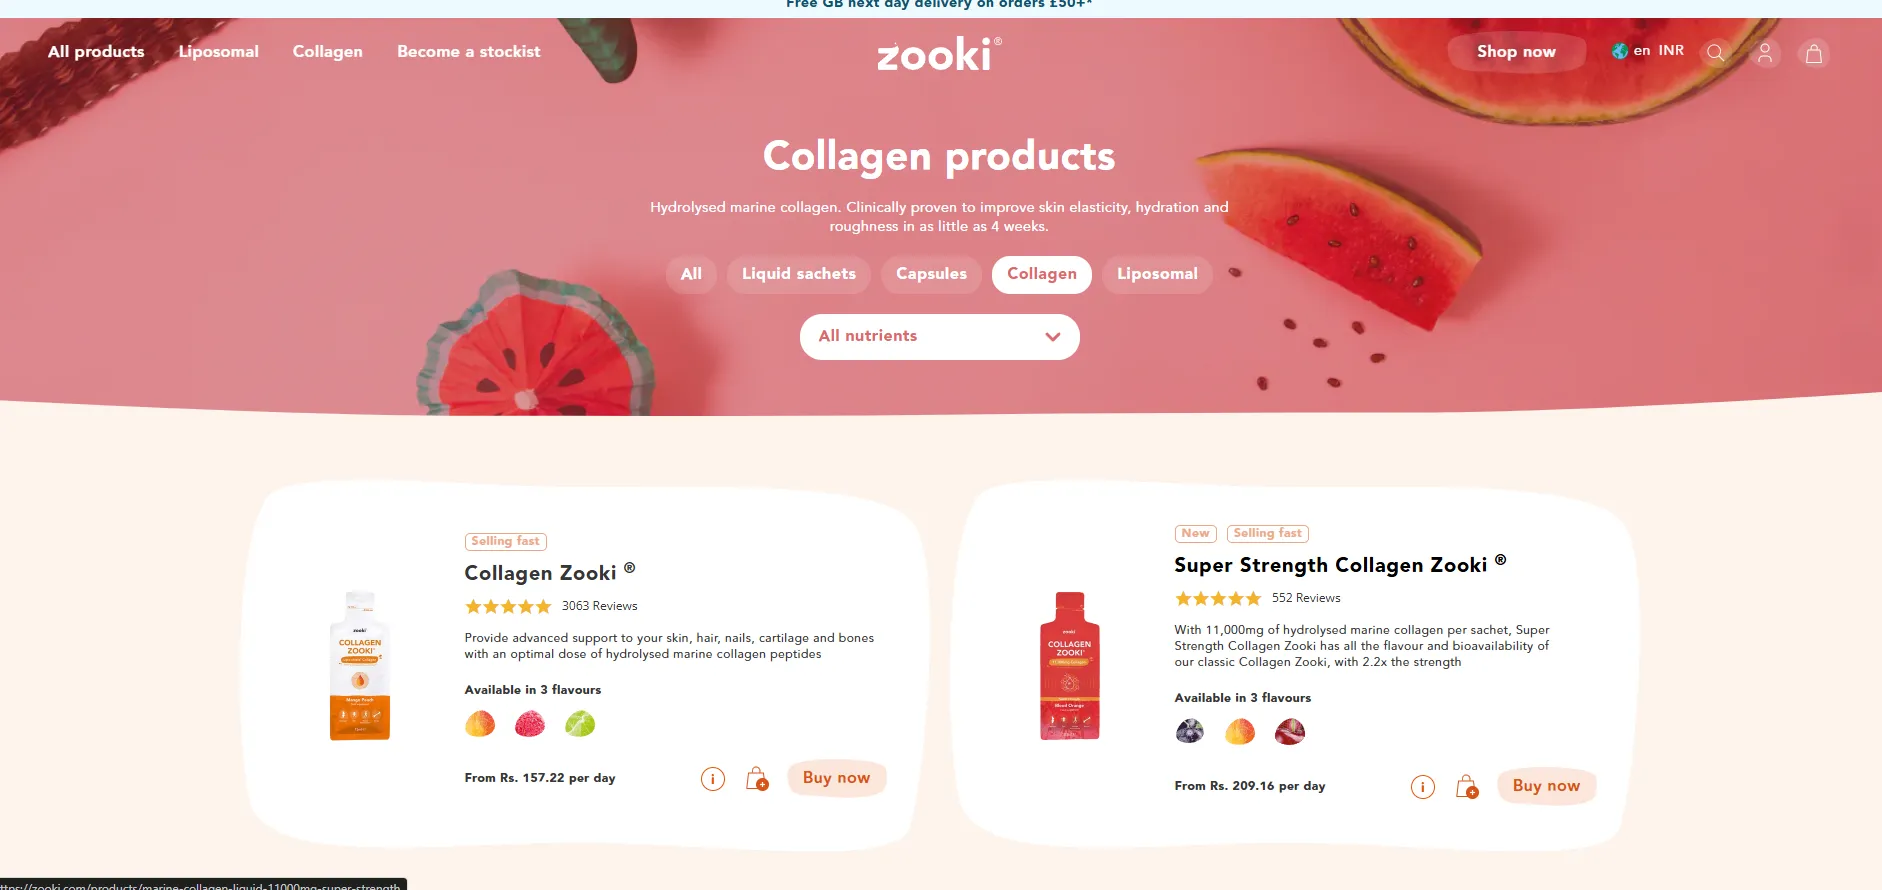 Free GB next day delivery on orders £50+*
All products Liposomal Collagen Become a stockist
zooki®
Shop now en INR
Collagen products
Hydrolysed marine collagen. Clinically proven to improve skin elasticity, hydration and
roughness in as little as 4 weeks.
All Liquid sachets Capsules Collagen Liposomal
All nutrients
Selling fast
Collagen Zooki ®
3063 Reviews
Provide advanced support to your skin, hair, nails, cartilage and bones
with an optimal dose of hydrolysed marine collagen peptides
Available in 3 flavours
From Rs. 157.22 per day
i
Buy now
zooki
COLLAGEN
ZOOKI
Mango Peach
New Selling fast
Super Strength Collagen Zooki ®
552 Reviews
With 11,000mg of hydrolysed marine collagen per sachet, Super
Strength Collagen Zooki has all the flavour and bioavailability of
our classic Collagen Zooki, with 2.2x the strength
Available in 3 flavours
From Rs. 209.16 per day
i
Buy now
zooki
COLLAGEN
ZOOKI
Blood Orange
ttps://zooki.com/products/marine-collagen-liquid-11000mg-super-strength